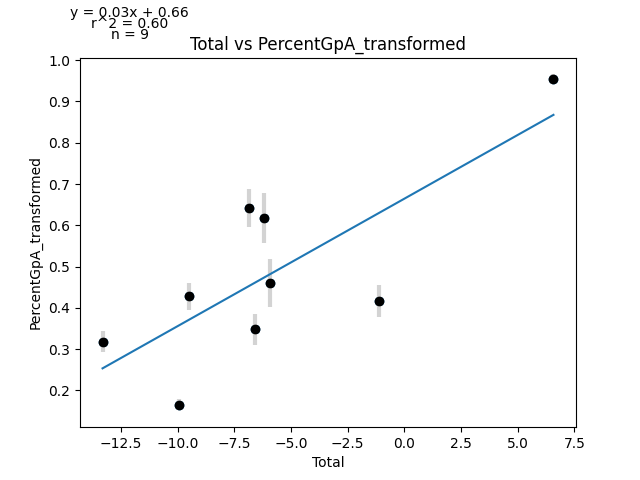 y = 0.03x + 0.66
r^2 = 0.60
n = 9
Total vs PercentGpA_transformed
1.0
0.9
0.8
0.7
0.6
0.5
0.4
0.3
0.2
PercentGpA_transformed
−12.5 −10.0 −7.5 −5.0 −2.5 0.0 2.5 5.0 7.5
Total